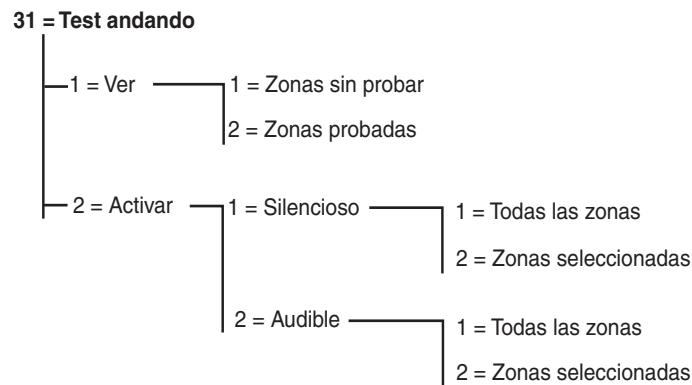 31 = Test andando
1 = Ver
1 = Zonas sin probar
2 = Zonas probadas
2 = Activar
1 = Silencioso
1 = Todas las zonas
2 = Zonas seleccionadas
2 = Audible
1 = Todas las zonas
2 = Zonas seleccionadas